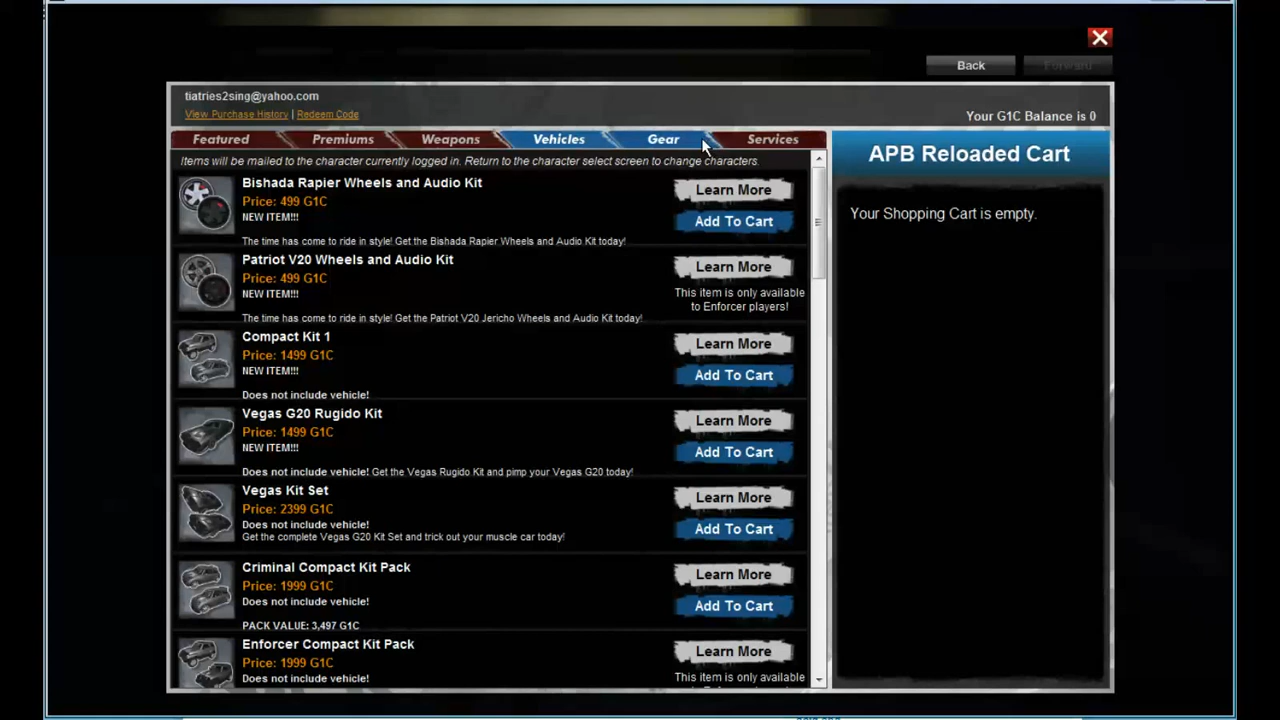 Back
Forward
tiatries2sing@yahoo.com
View Purchase History | Redeem Code
Your G1C Balance is 0
Featured
Premiums
Weapons
Vehicles
Gear
Services
Items will be mailed to the character currently logged in. Return to the character select screen to change characters.
APB Reloaded Cart
Your Shopping Cart is empty.
Bishada Rapier Wheels and Audio Kit
Price: 499 G1C
NEW ITEM!!!
The time has come to ride in style! Get the Bishada Rapier Wheels and Audio Kit today!
Learn More
Add To Cart
Patriot V20 Wheels and Audio Kit
Price: 499 G1C
NEW ITEM!!!
The time has come to ride in style! Get the Patriot V20 Jericho Wheels and Audio Kit today!
Learn More
This item is only available
to Enforcer players!
Compact Kit 1
Price: 1499 G1C
NEW ITEM!!!
Does not include vehicle!
Learn More
Add To Cart
Vegas G20 Rugido Kit
Price: 1499 G1C
NEW ITEM!!!
Does not include vehicle! Get the Vegas Rugido Kit and pimp your Vegas G20 today!
Learn More
Add To Cart
Vegas Kit Set
Price: 2399 G1C
Does not include vehicle!
Get the complete Vegas G20 Kit Set and trick out your muscle car today!
Learn More
Add To Cart
Criminal Compact Kit Pack
Price: 1999 G1C
Does not include vehicle!
PACK VALUE: 3,497 G1C
Learn More
Add To Cart
Enforcer Compact Kit Pack
Price: 1999 G1C
Does not include vehicle!
Learn More
This item is only available